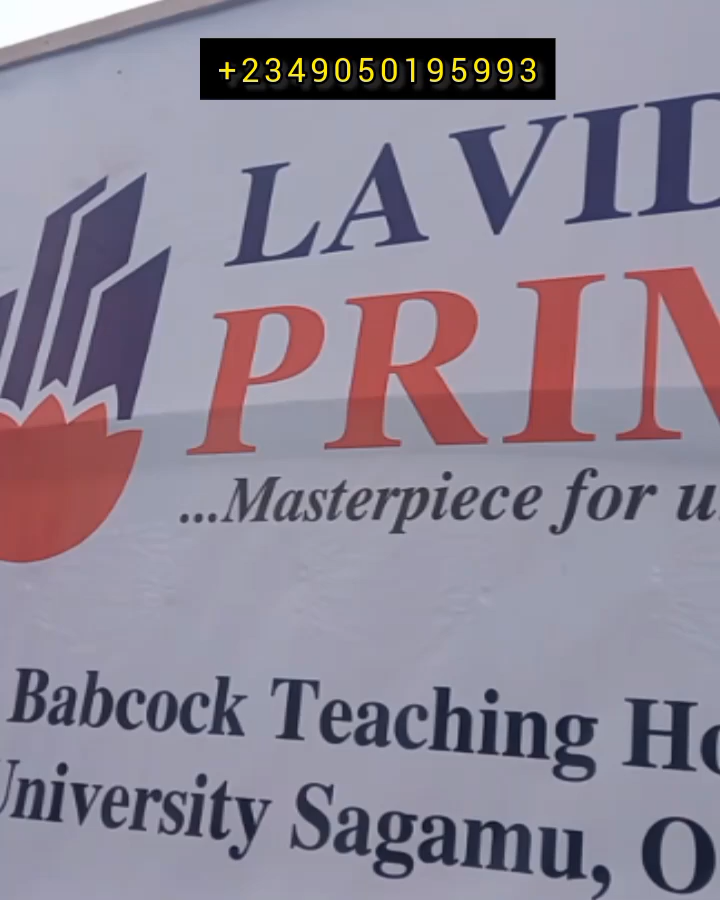 +2349050195993
LAVID
PRIN
...Masterpiece for u
Babcock Teaching Ho
University Sagamu, O